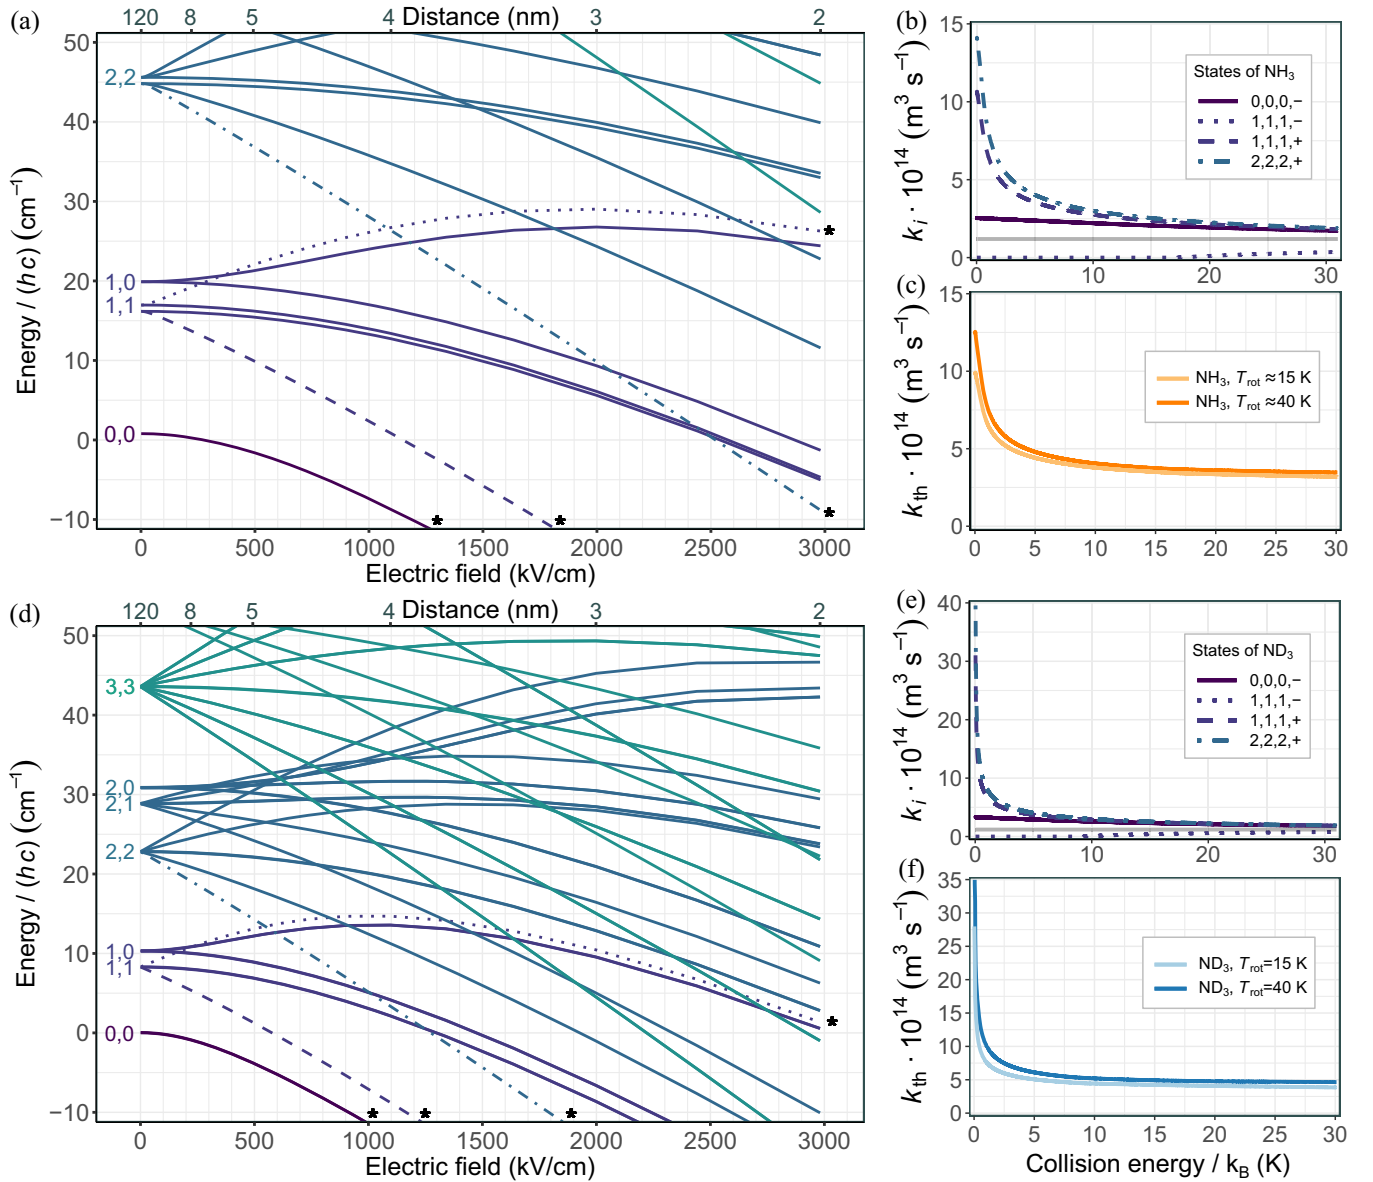 (a)
120 8 5 4 Distance (nm) 3 2
50
40
30
20
10
0
−10
Energy / (hc) (cm⁻¹)
2,2
1,0
1,1
0,0
* * * *
0 500 1000 1500 2000 2500 3000
Electric field (kV/cm)
(b)
15
10
5
0
kᵢ · 10¹⁴ (m³ s⁻¹)
States of NH₃
0,0,0,−
1,1,1,−
1,1,1,+
2,2,2,+
0 10 20 30
(c)
15
10
5
0
k_th · 10¹⁴ (m³ s⁻¹)
NH₃, T_rot ≈15 K
NH₃, T_rot ≈40 K
0 5 10 15 20 25 30
(d)
120 8 5 4 Distance (nm) 3 2
50
40
30
20
10
0
−10
Energy / (hc) (cm⁻¹)
3,3
2,0
2,1
2,2
1,0
1,1
0,0
* * * *
0 500 1000 1500 2000 2500 3000
Electric field (kV/cm)
(e)
40
30
20
10
0
kᵢ · 10¹⁴ (m³ s⁻¹)
States of ND₃
0,0,0,−
1,1,1,−
1,1,1,+
2,2,2,+
0 10 20 30
(f)
35
30
25
20
15
10
5
0
k_th · 10¹⁴ (m³ s⁻¹)
ND₃, T_rot=15 K
ND₃, T_rot=40 K
0 5 10 15 20 25 30
Collision energy / k_B (K)